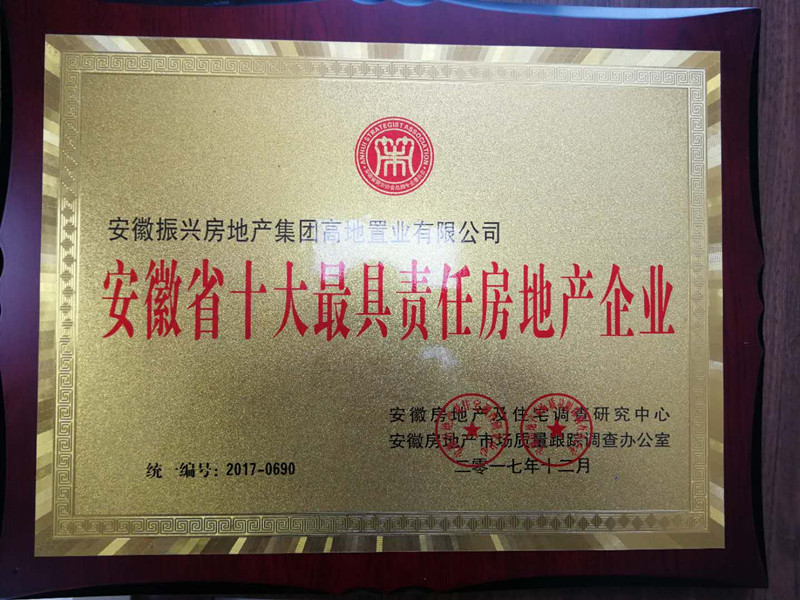 ANHUI STRATEGIST ASSOCIATION
安徽振兴房地产集团高地置业有限公司
安徽省十大最具责任房地产企业
安徽房地产及住宅调查研究中心
安徽房地产市场质量跟踪调查办公室
统一编号：2017-0690
二零一七年十二月